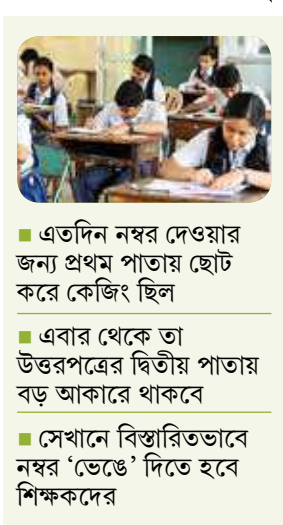 ■ এতদিন নম্বর দেওয়ার
জন্য প্রথম পাতায় ছোট
করে কেজিং ছিল
■ এবার থেকে তা
উত্তরপত্রের দ্বিতীয় পাতায়
বড় আকারে থাকবে
■ সেখানে বিস্তারিতভাবে
নম্বর ‘ভেঙে’ দিতে হবে
শিক্ষকদের